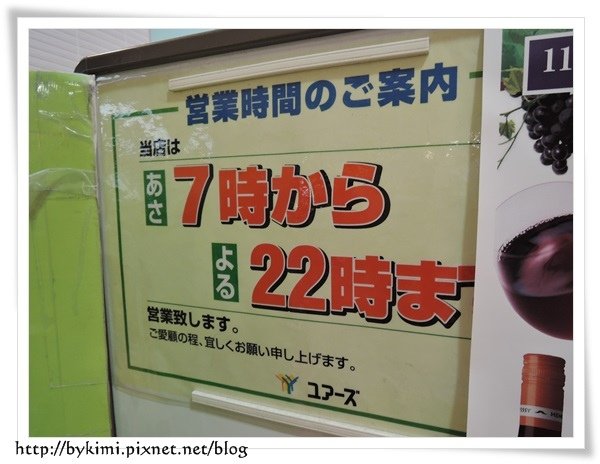 営業時間のご案内
当店は
あさ 7時から
よる 22時ま
営業致します。
ご愛顧の程、宜しくお願い申し上げます。
ユアーズ
11
http://bykimi.pixnet.net/blog